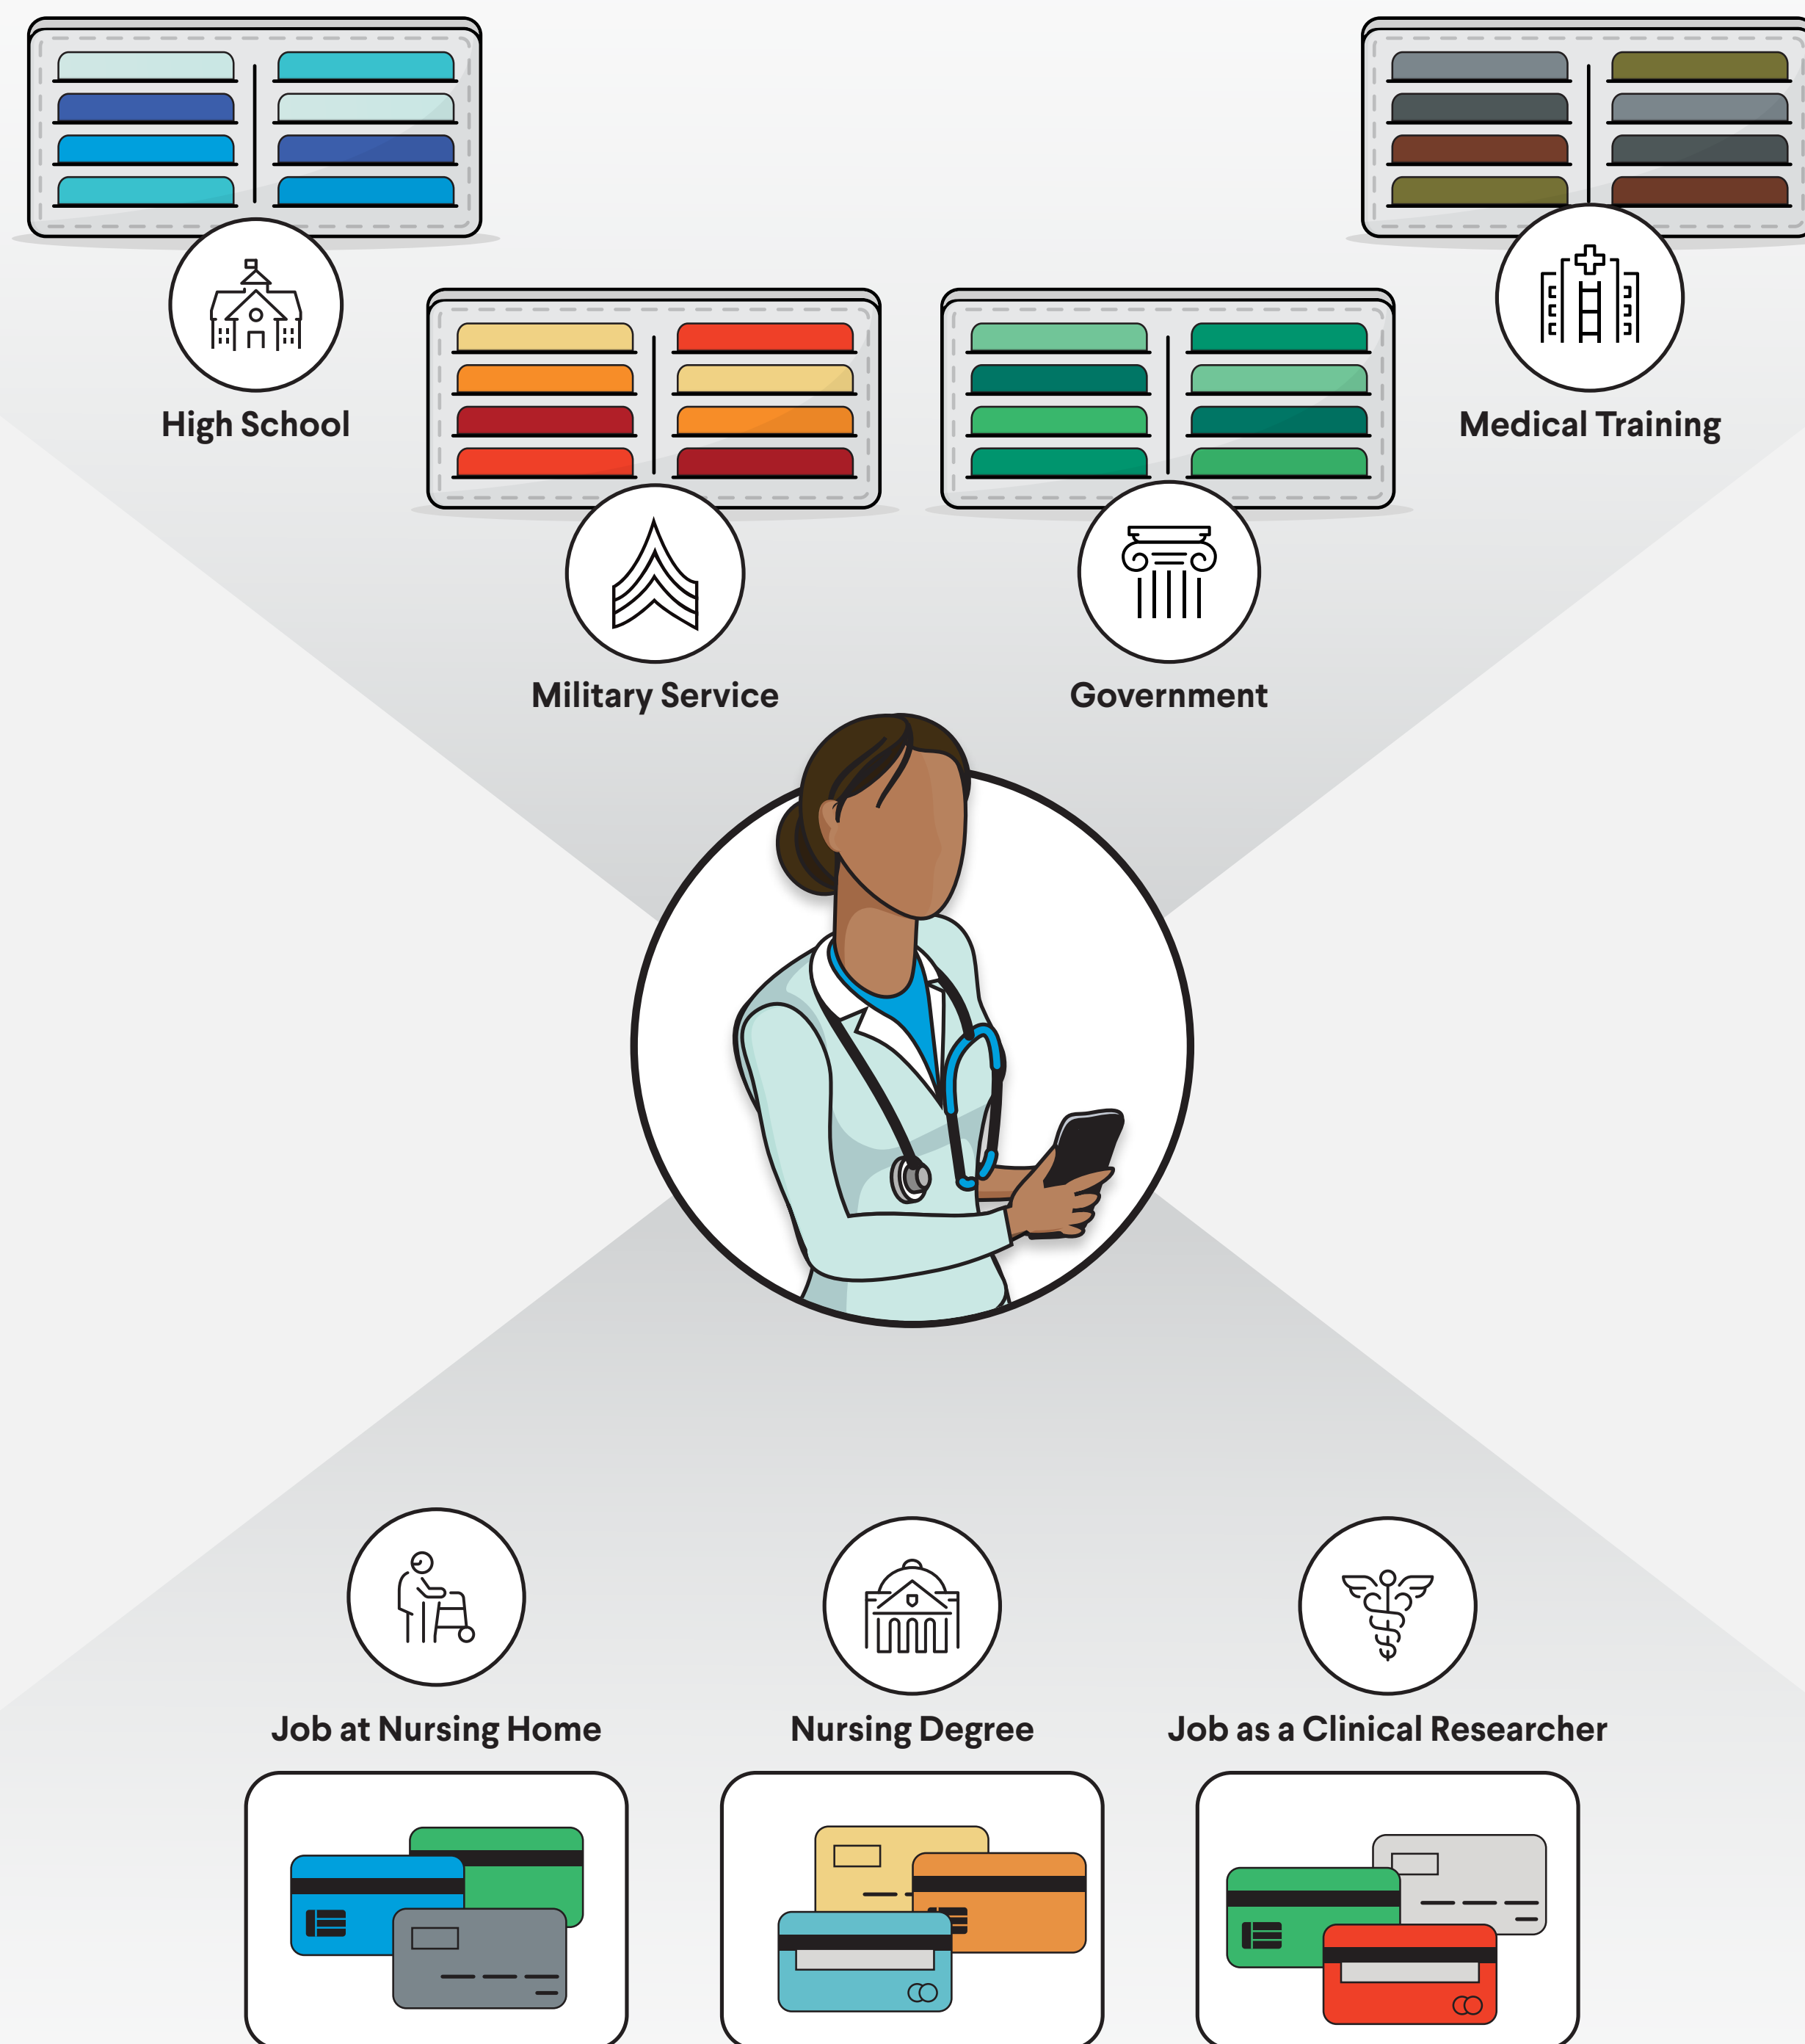 High School
Medical Training
Military Service
Government
Job at Nursing Home
Nursing Degree
Job as a Clinical Researcher